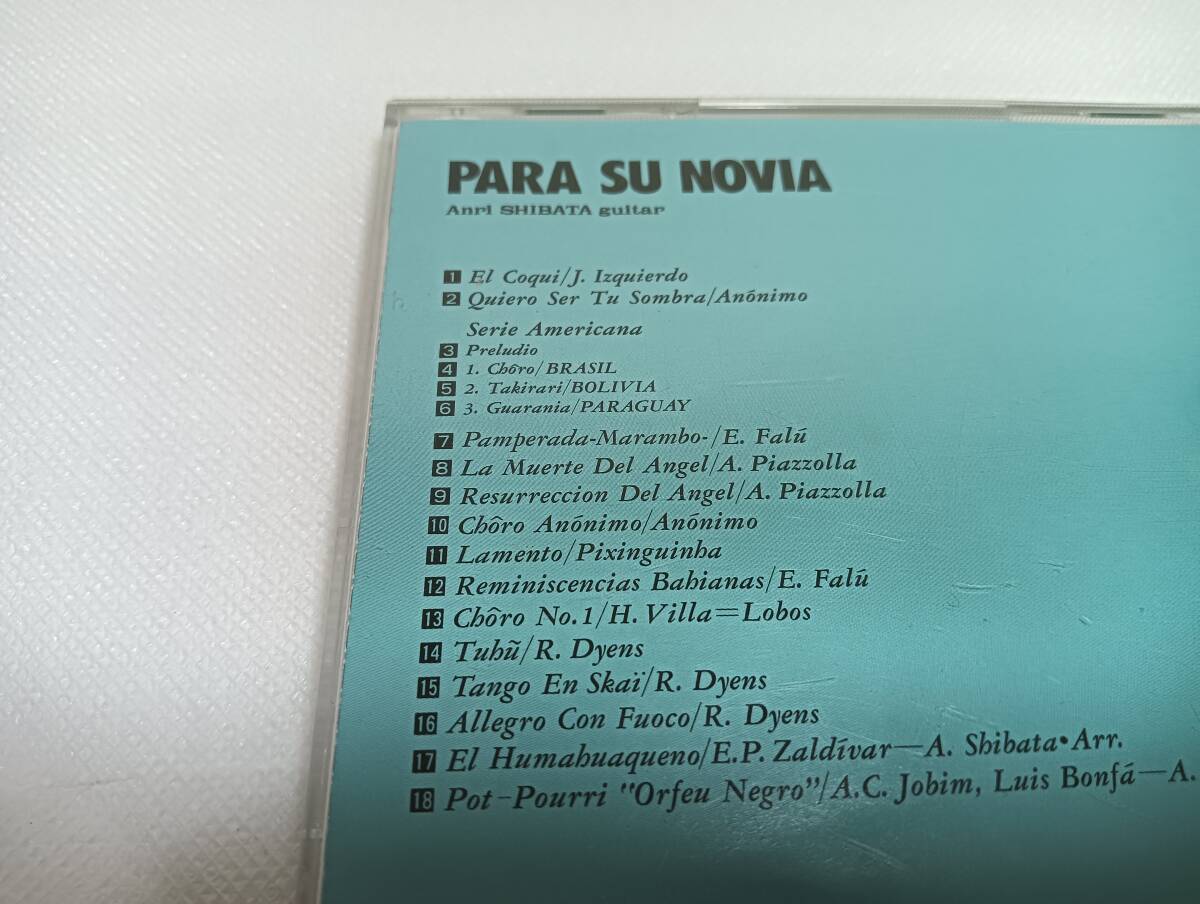 PARA SU NOVIA
Anri SHIBATA guitar
1 El Coqui/J. Izquierdo
2 Quiero Ser Tu Sombra/Anónimo
Serie Americana
3 Preludio
4 1. Chôro/BRASIL
5 2. Takirari/BOLIVIA
6 3. Guarania/PARAGUAY
7 Pamperada-Marambo-/E. Falú
8 La Muerte Del Angel/A. Piazzolla
9 Resurreccion Del Angel/A. Piazzolla
10 Chôro Anónimo/Anónimo
11 Lamento/Pixinguinha
12 Reminiscencias Bahianas/E. Falú
13 Chôro No.1/H. Villa=Lobos
14 Tuhũ/R. Dyens
15 Tango En Skaï/R. Dyens
16 Allegro Con Fuoco/R. Dyens
17 El Humahuaqueno/E.P. Zaldívar—A. Shibata•Arr.
18 Pot-Pourri "Orfeu Negro"/A.C. Jobim, Luis Bonfá—A.